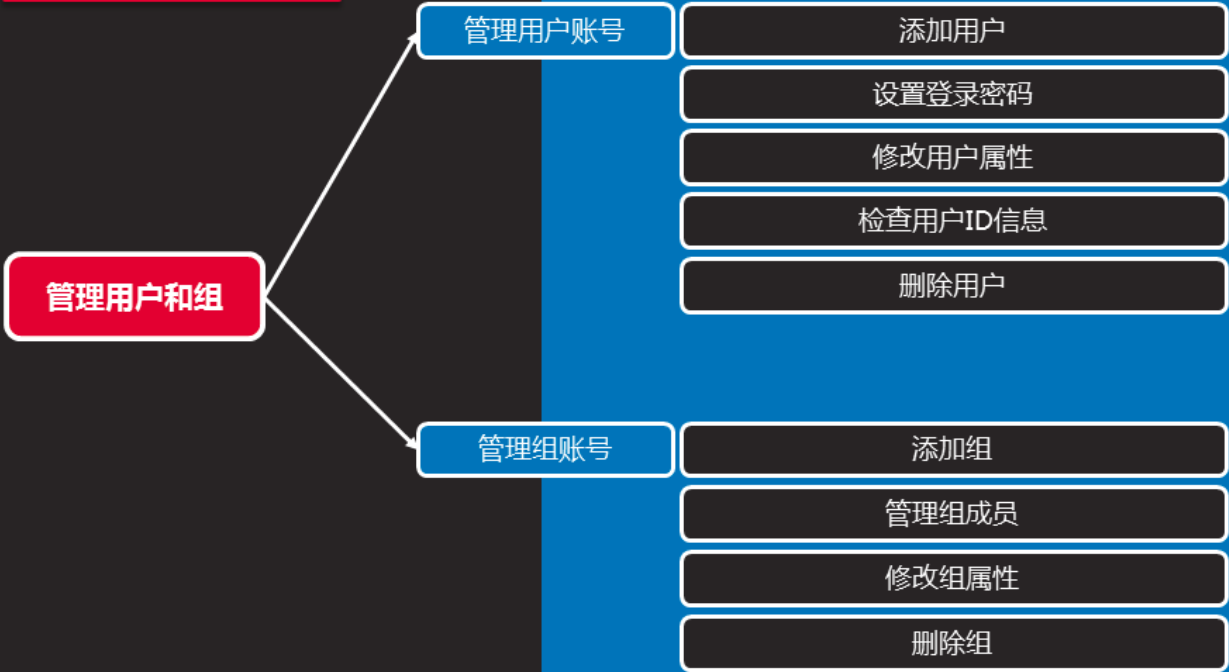 管理用户和组
管理用户账号
添加用户
设置登录密码
修改用户属性
检查用户ID信息
删除用户
管理组账号
添加组
管理组成员
修改组属性
删除组